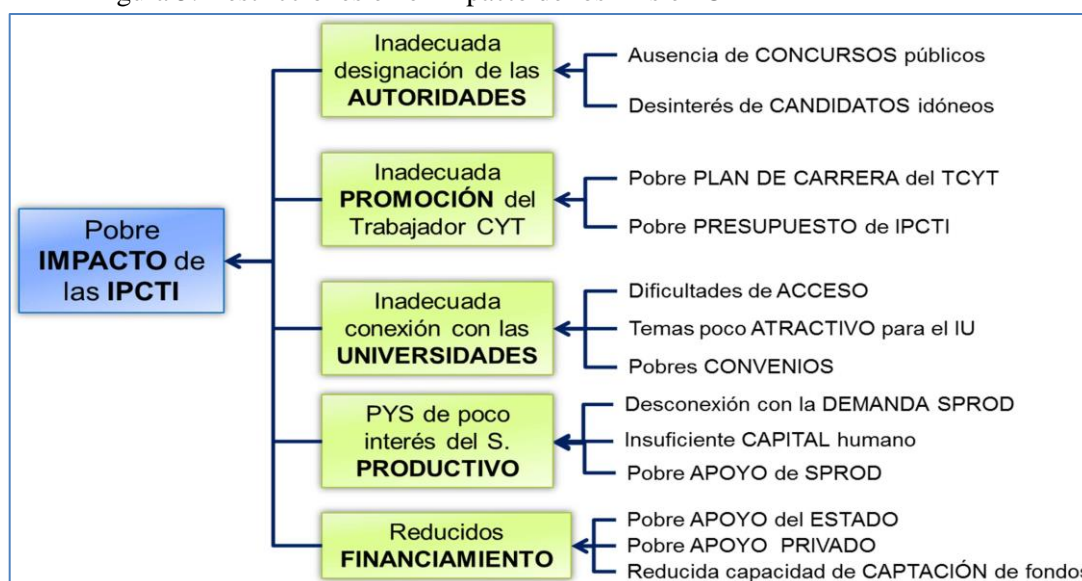 Pobre
IMPACTO de
las IPCTI
Inadecuada
designación de las
AUTORIDADES
Ausencia de CONCURSOS públicos
Desinterés de CANDIDATOS idóneos
Inadecuada
PROMOCIÓN del
Trabajador CYT
Pobre PLAN DE CARRERA del TCYT
Pobre PRESUPUESTO de IPCTI
Inadecuada
conexión con las
UNIVERSIDADES
Dificultades de ACCESO
Temas poco ATRACTIVO para el IU
Pobres CONVENIOS
PYS de poco
interés del S.
PRODUCTIVO
Desconexión con la DEMANDA SPROD
Insuficiente CAPITAL humano
Pobre APOYO de SPROD
Reducidos
FINANCIAMIENTO
Pobre APOYO del ESTADO
Pobre APOYO PRIVADO
Reducida capacidad de CAPTACIÓN de fondos